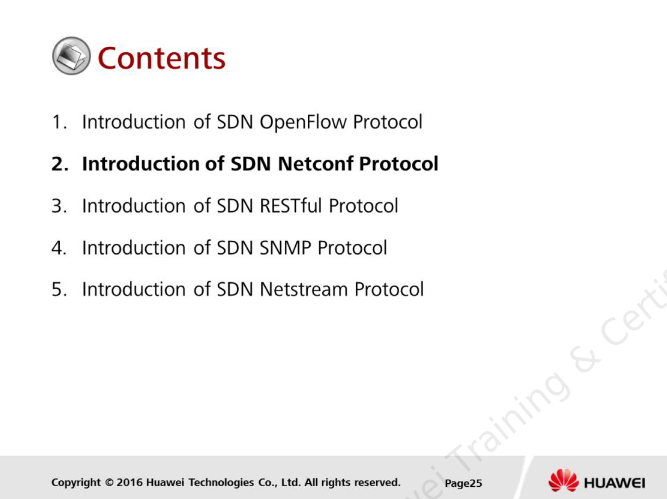 Contents
1. Introduction of SDN OpenFlow Protocol
2. Introduction of SDN Netconf Protocol
3. Introduction of SDN RESTful Protocol
4. Introduction of SDN SNMP Protocol
5. Introduction of SDN Netstream Protocol
Training & Certif
Copyright © 2016 Huawei Technologies Co., Ltd. All rights reserved.
Page25
HUAWEI